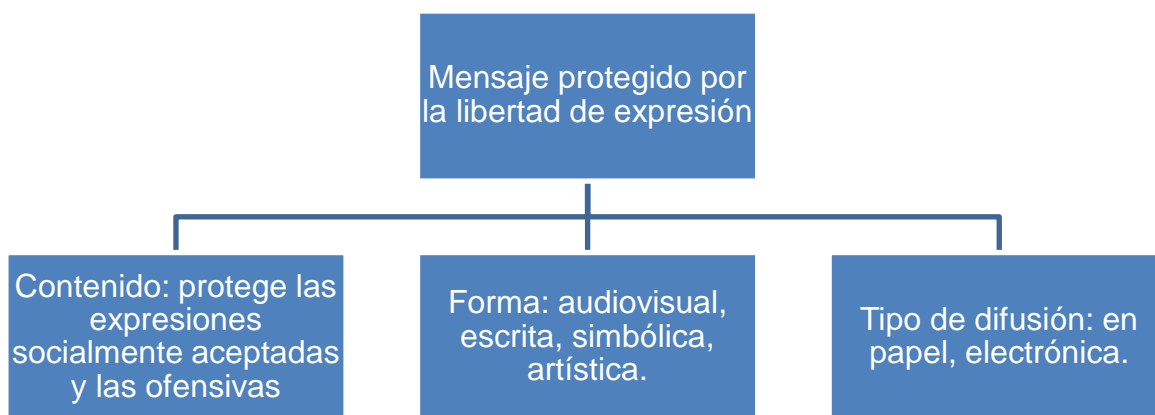 Mensaje protegido por
la libertad de expresión
Contenido: protege las
expresiones
socialmente aceptadas
y las ofensivas
Forma: audiovisual,
escrita, simbólica,
artística.
Tipo de difusión: en
papel, electrónica.